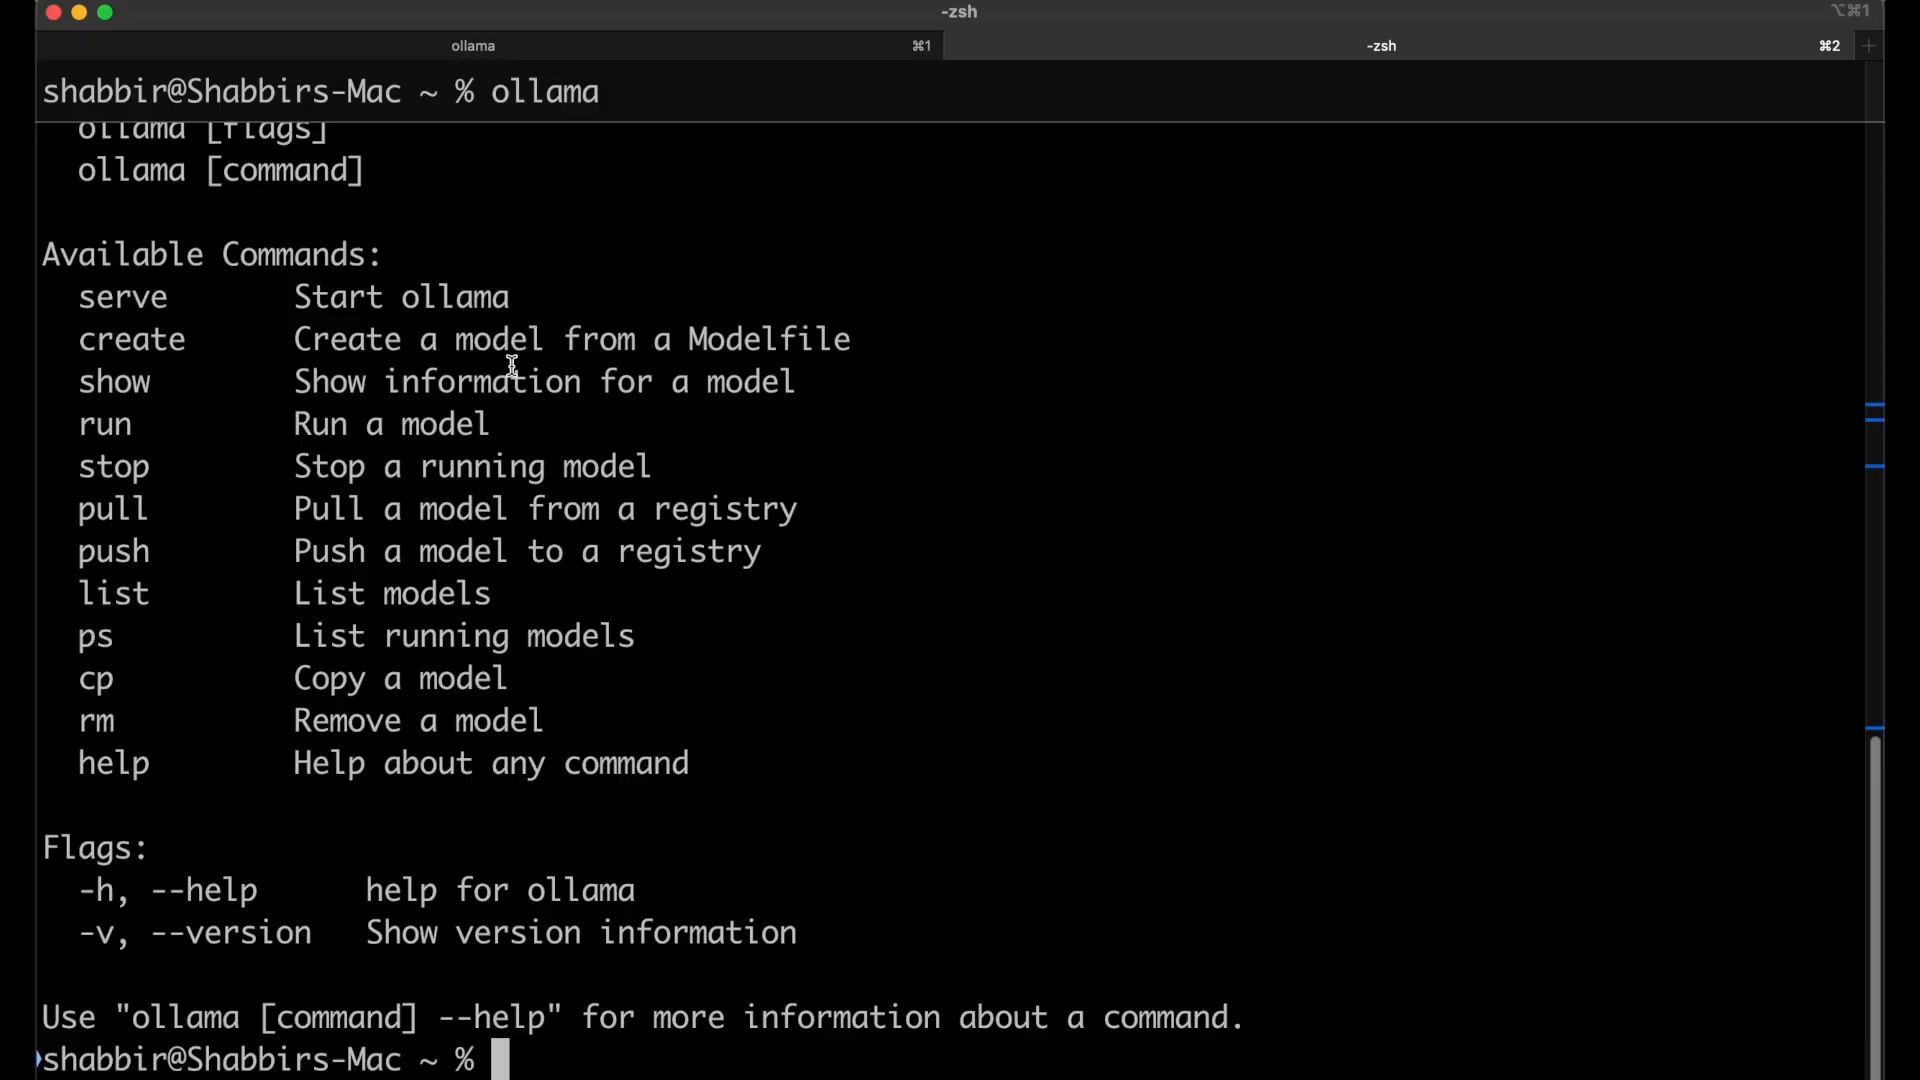 -zsh
⌥⌘1
ollama ⌘1
-zsh ⌘2
shabbir@Shabbirs-Mac ~ % ollama
ollama [flags]
ollama [command]
Available Commands:
serve Start ollama
create Create a model from a Modelfile
show Show information for a model
run Run a model
stop Stop a running model
pull Pull a model from a registry
push Push a model to a registry
list List models
ps List running models
cp Copy a model
rm Remove a model
help Help about any command
Flags:
-h, --help help for ollama
-v, --version Show version information
Use "ollama [command] --help" for more information about a command.
shabbir@Shabbirs-Mac ~ %